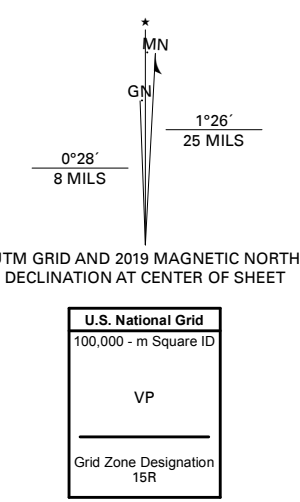 ★
MN
GN
1°26´
25 MILS
0°28´
8 MILS
UTM GRID AND 2019 MAGNETIC NORTH
DECLINATION AT CENTER OF SHEET
U.S. National Grid
100,000 - m Square ID
VP
Grid Zone Designation
15R